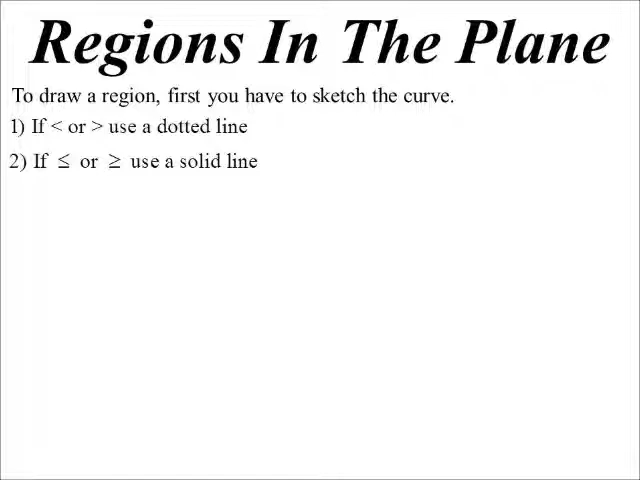 Regions In The Plane
To draw a region, first you have to sketch the curve.
1) If < or > use a dotted line
2) If ≤ or ≥ use a solid line